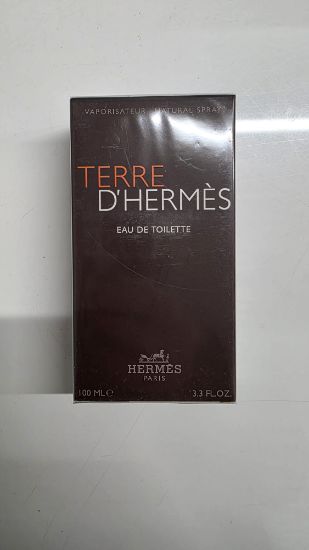 VAPORISATEUR NATURAL SPRAY
TERRE
D'HERMÈS
EAU DE TOILETTE
HERMÈS
PARIS
100 ML℮ 3.3 FL.OZ.